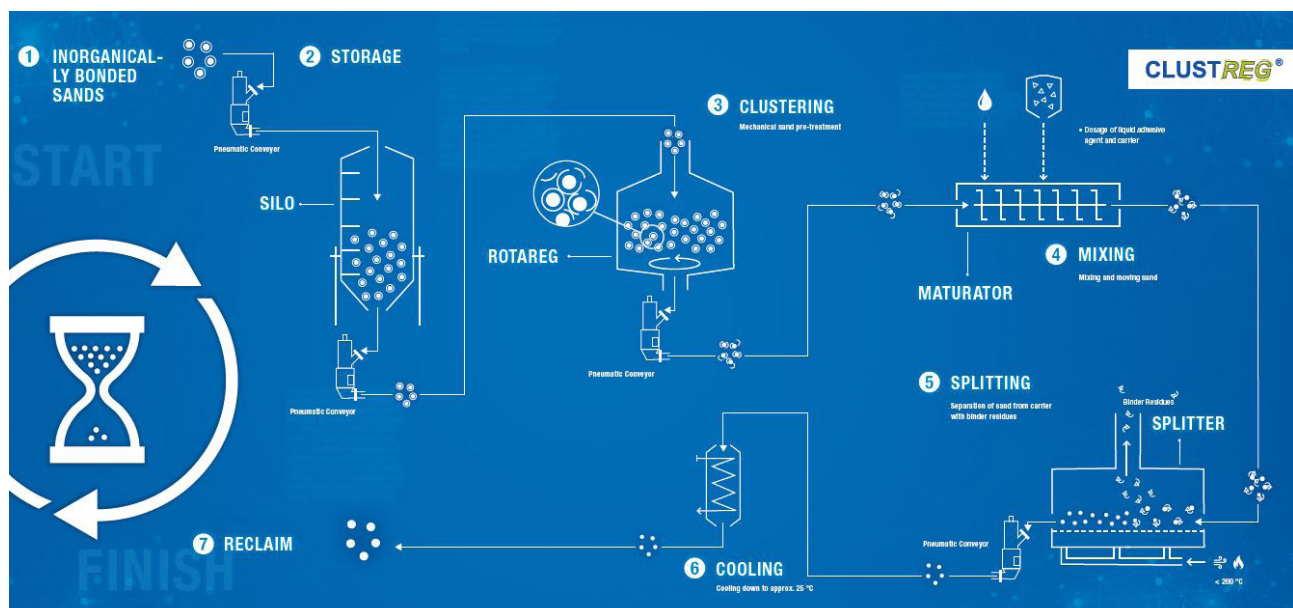 1 INORGANICAL-
LY BONDED
SANDS
2 STORAGE
CLUSTREG®
3 CLUSTERING
Mechanical sand pre-treatment
• Dosage of liquid adhesive
agent and carrier
Pneumatic Conveyor
START
SILO
ROTAREG
4 MIXING
Mixing and moving sand
MATURATOR
Pneumatic Conveyor
5 SPLITTING
Separation of sand from carrier
with binder residues
Binder Residues
SPLITTER
Pneumatic Conveyor
7 RECLAIM
Pneumatic Conveyor
FINISH
6 COOLING
Cooling down to approx. 25 °C
< 200 °C